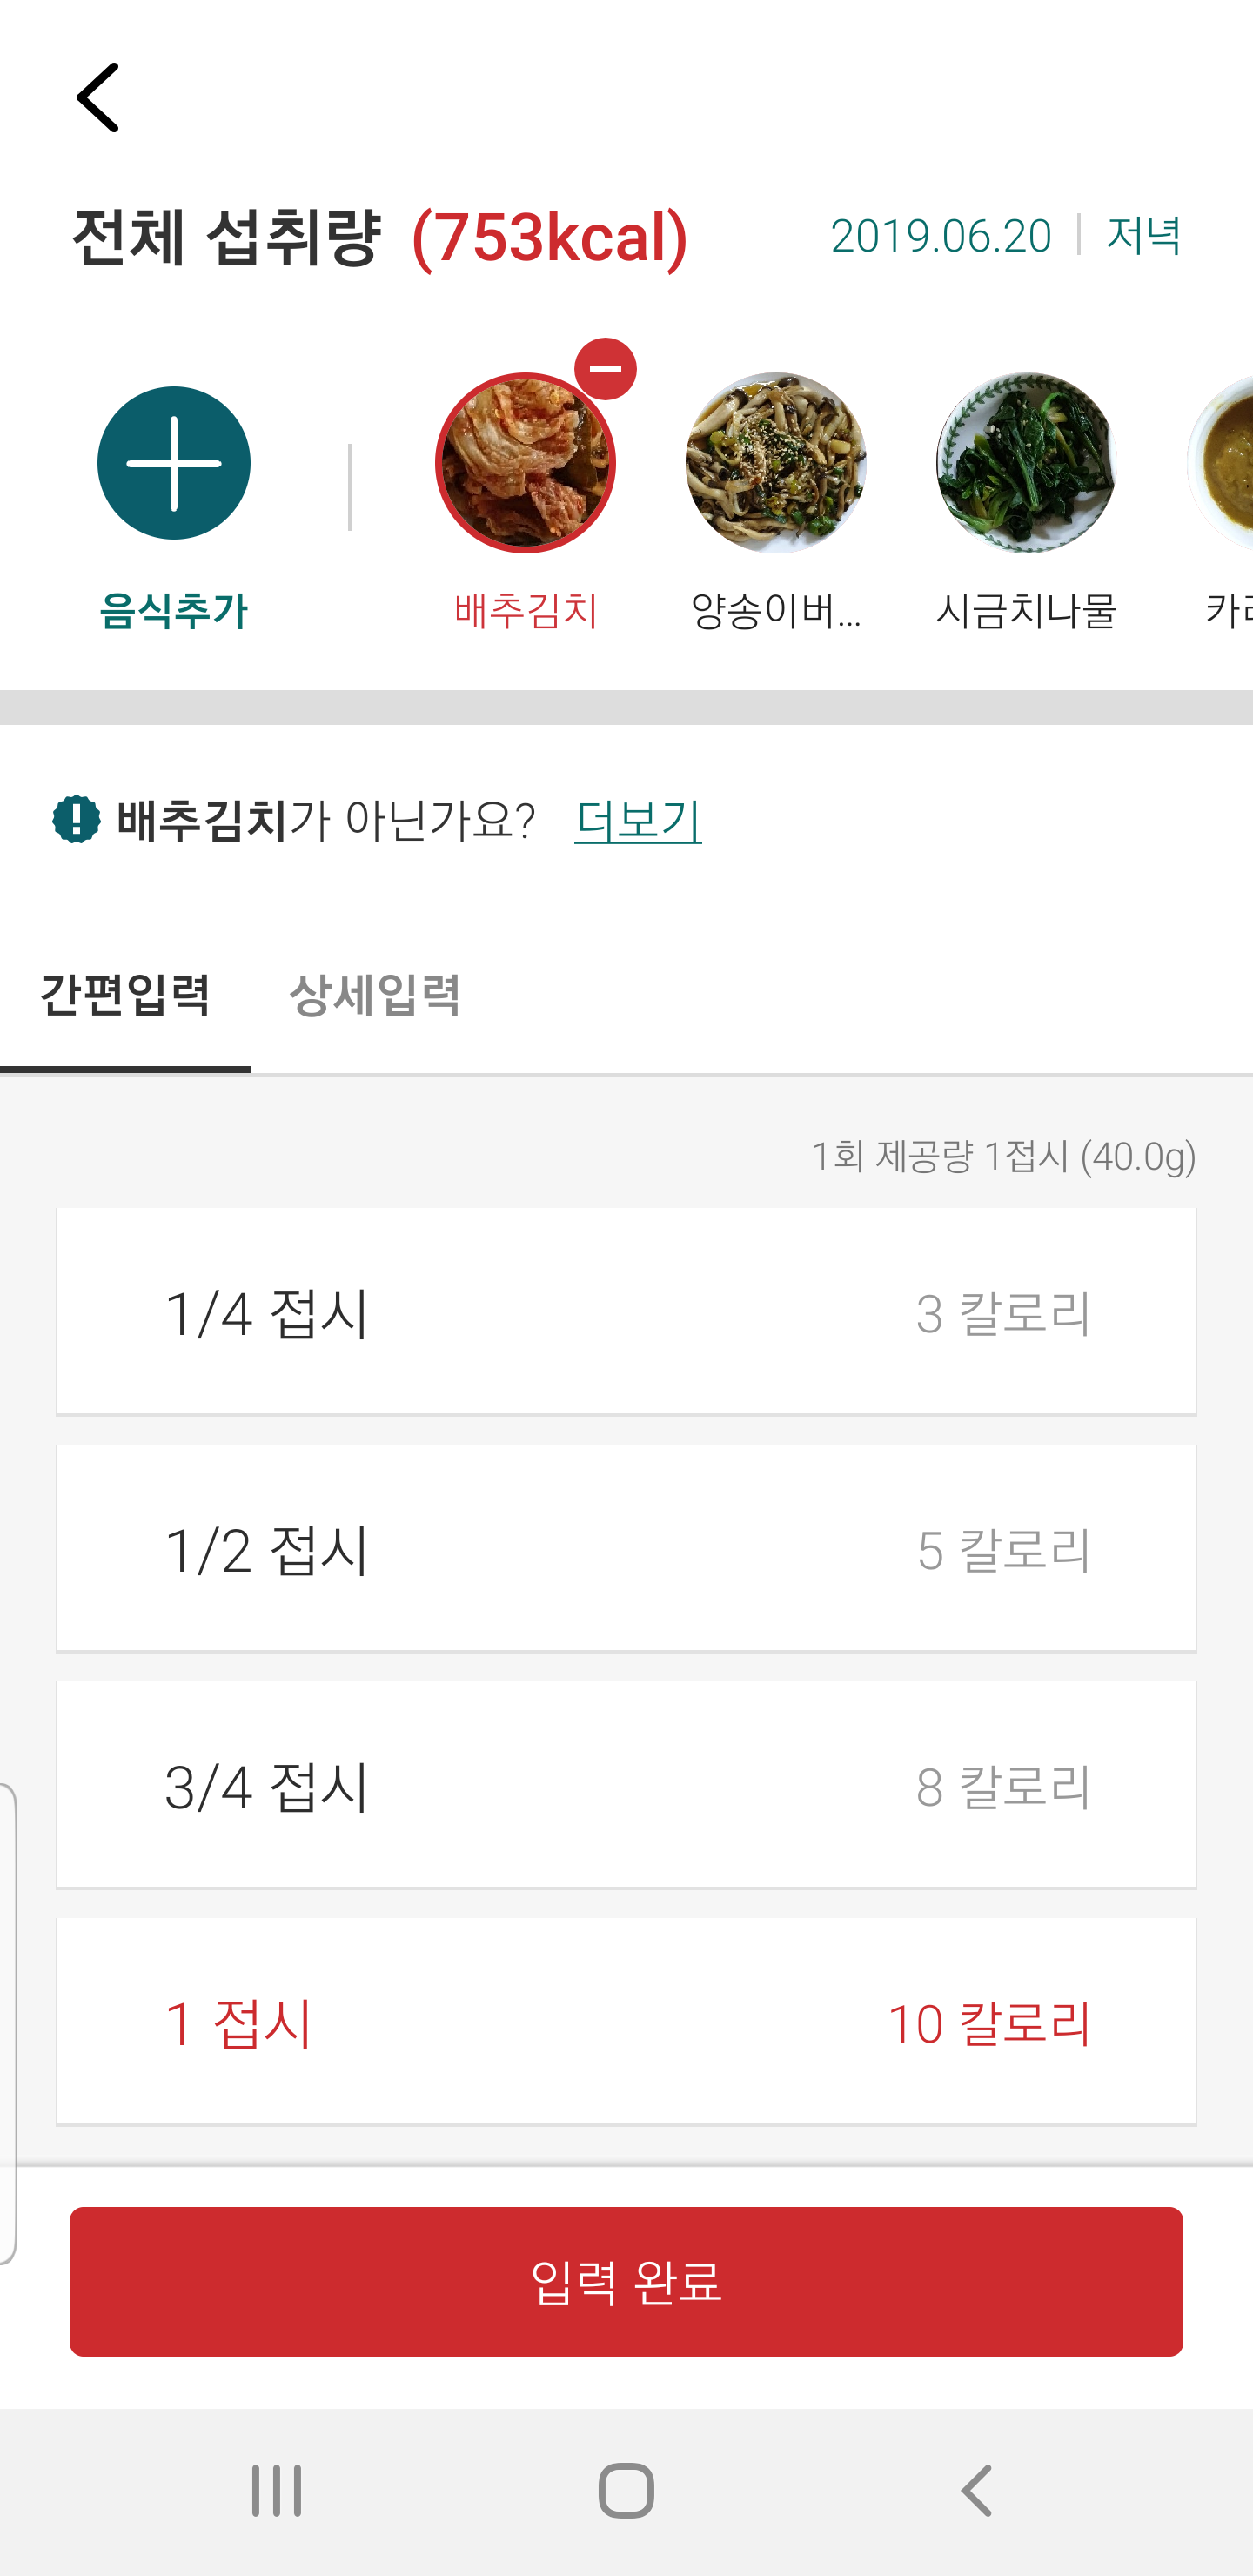 전체 섭취량 (753kcal)
2019.06.20 | 저녁
음식추가
배추김치
양송이버...
시금치나물
배추김치가 아닌가요? 더보기
간편입력 상세입력
1회 제공량 1접시 (40.0g)
1/4 접시 3 칼로리
1/2 접시 5 칼로리
3/4 접시 8 칼로리
1 접시 10 칼로리
입력 완료